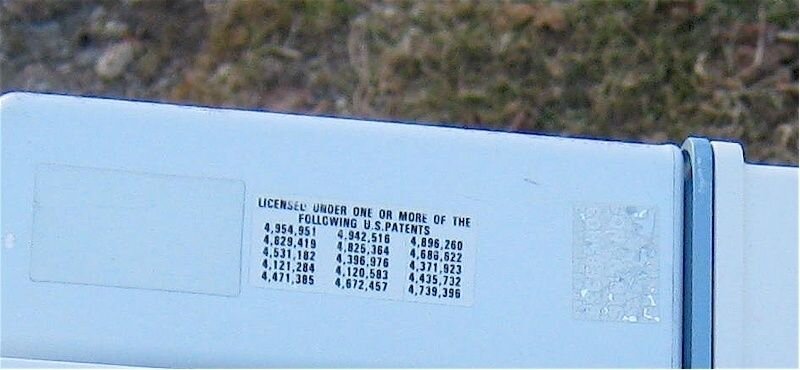 LICENSED UNDER ONE OR MORE OF THE
FOLLOWING U.S.PATENTS
4,954,951 4,942,516 4,896,260
4,829,419 4,825,364 4,686,622
4,531,182 4,396,976 4,371,923
4,121,284 4,120,583 4,435,732
4,471,385 4,672,457 4,739,396